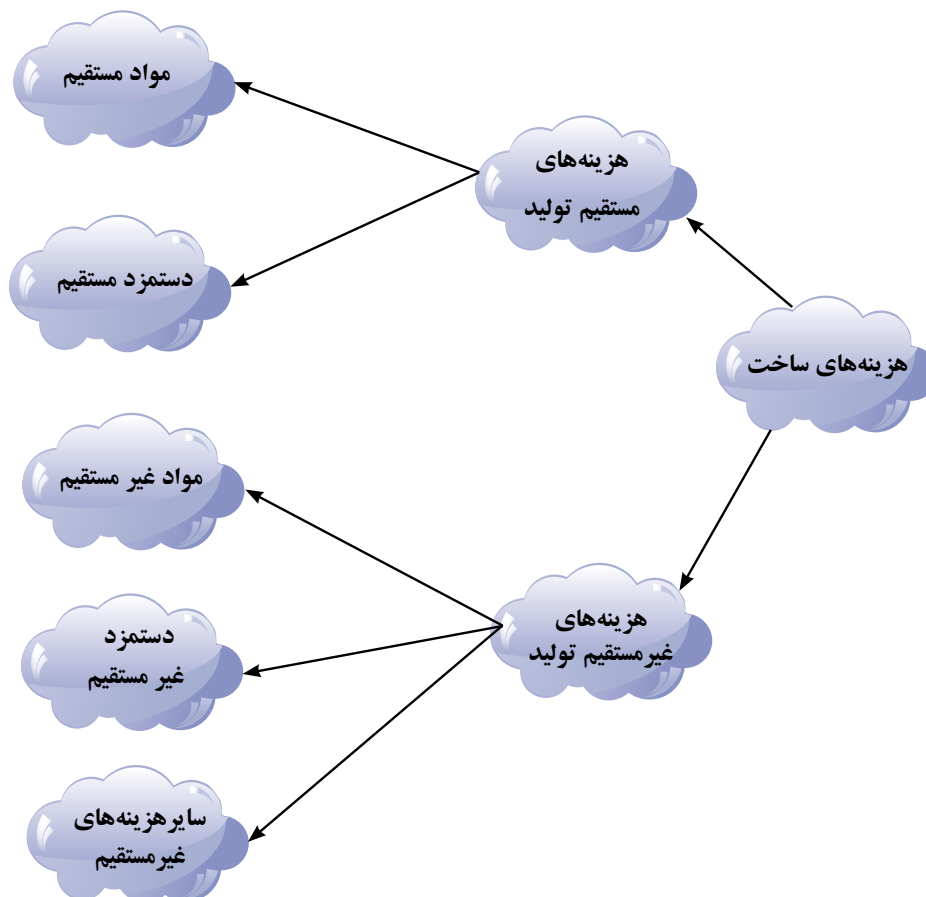 هزینه‌های ساخت
هزینه‌های
مستقیم تولید
مواد مستقیم
دستمزد مستقیم
هزینه‌های
غیرمستقیم تولید
مواد غیر مستقیم
دستمزد
غیر مستقیم
سایرهزینه‌های
غیرمستقیم